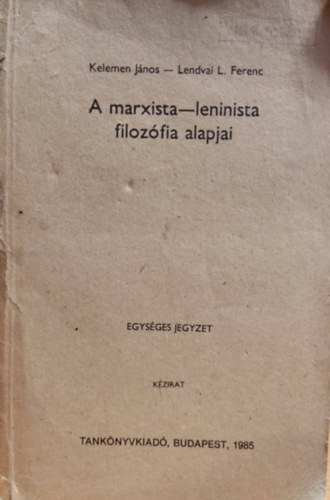 Kelemen János — Lendvai L. Ferenc
A marxista—leninista
filozófia alapjai
EGYSÉGES JEGYZET
KÉZIRAT
TANKÖNYVKIADÓ, BUDAPEST, 1985